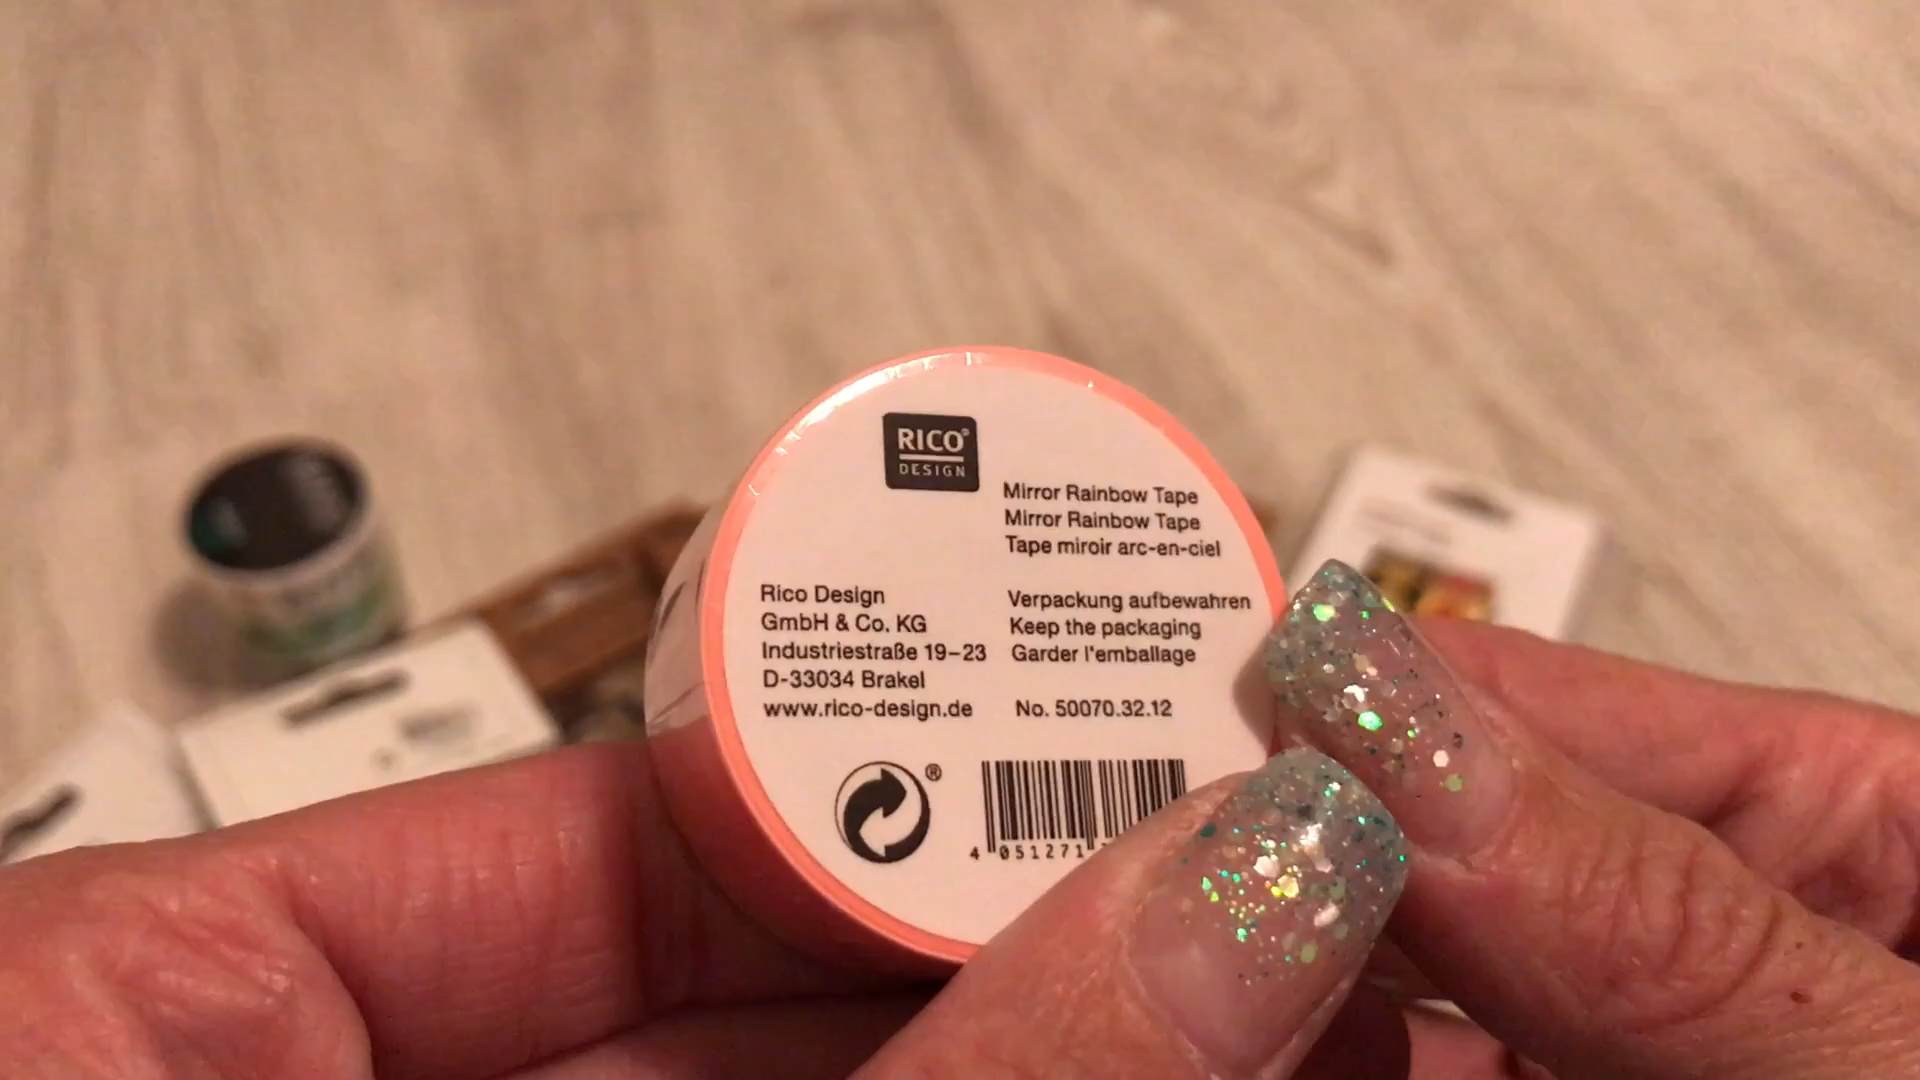 RICO®
DESIGN
Mirror Rainbow Tape
Mirror Rainbow Tape
Tape miroir arc-en-ciel
Rico Design
GmbH & Co. KG
Industriestraße 19–23
D-33034 Brakel
www.rico-design.de
Verpackung aufbewahren
Keep the packaging
Garder l'emballage
No. 50070.32.12
®
4 051271